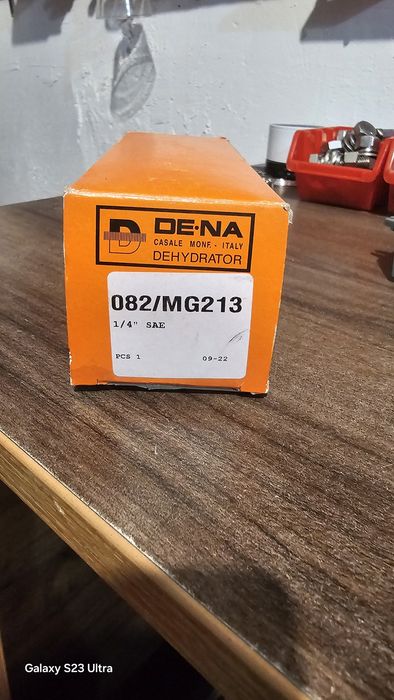 D
DE·NA
CASALE MONF. - ITALY
DEHYDRATOR
082/MG213
1/4" SAE
PCS 1 09-22
Galaxy S23 Ultra